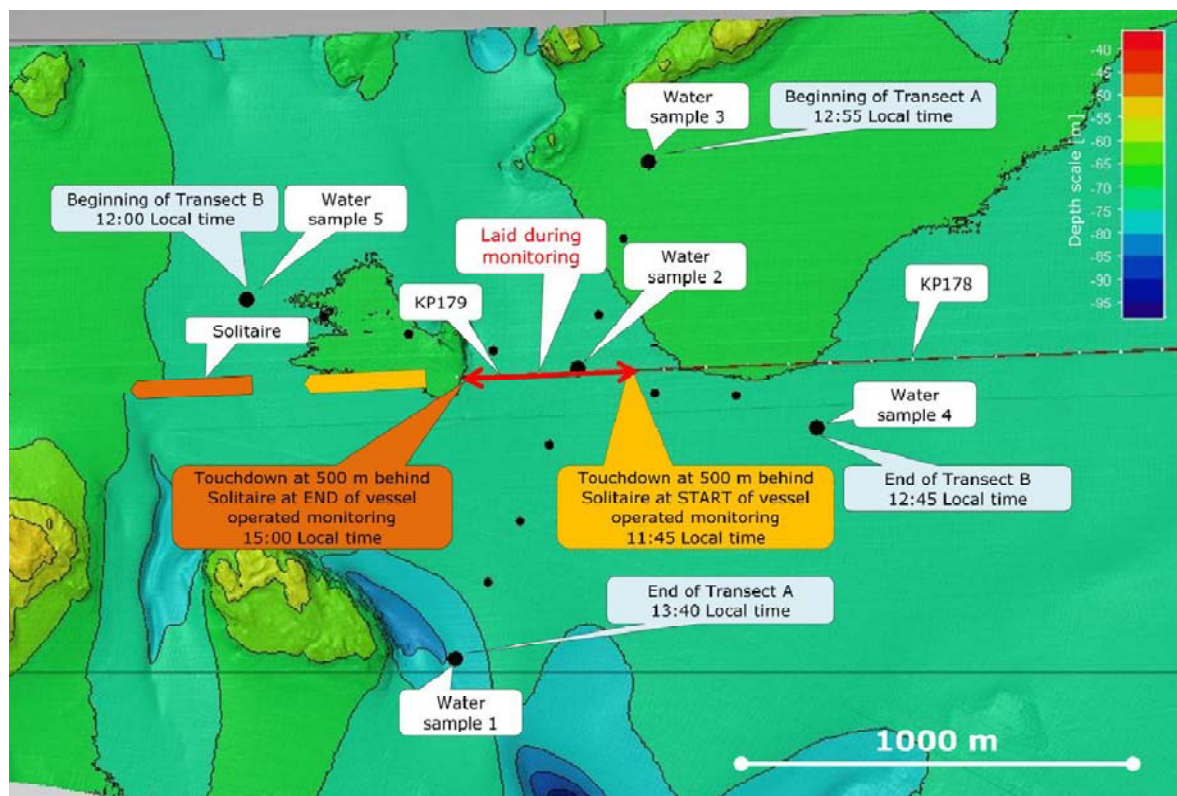 Water
sample 3
Beginning of Transect A
12:55 Local time
Depth scale [m]
-40
-45
-50
-55
-60
-65
-70
-75
-80
-85
-90
-95
Beginning of Transect B
12:00 Local time
Water
sample 5
Laid during
monitoring
Water
sample 2
KP179
KP178
Solitaire
Water
sample 4
Touchdown at 500 m behind
Solitaire at END of vessel
operated monitoring
15:00 Local time
Touchdown at 500 m behind
Solitaire at START of vessel
operated monitoring
11:45 Local time
End of Transect B
12:45 Local time
End of Transect A
13:40 Local time
Water
sample 1
1000 m